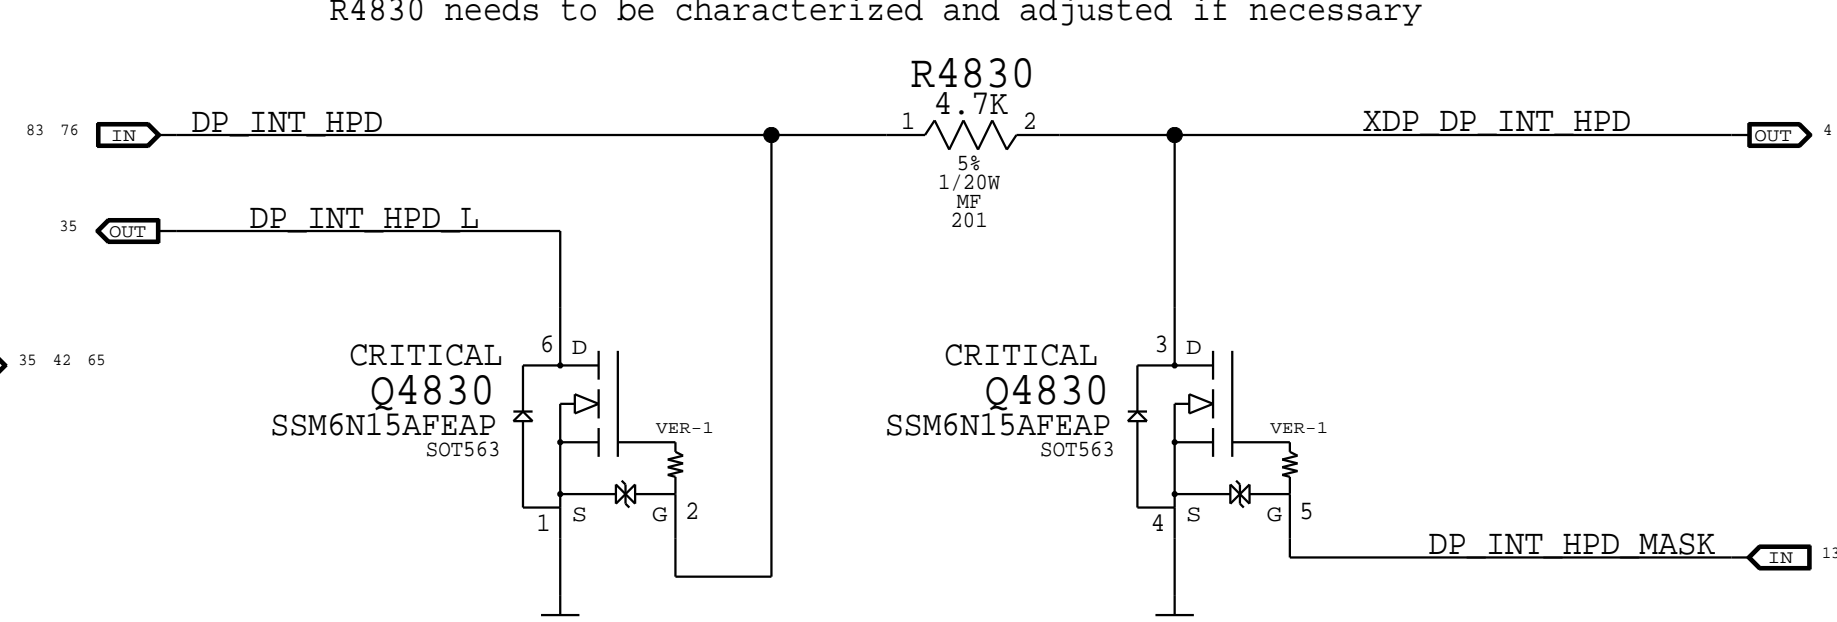 R4830 needs to be characterized and adjusted if necessary
R4830
4.7K
1 2
5%
1/20W
MF
201
83 76 IN DP_INT_HPD
XDP_DP_INT_HPD OUT 4
35 OUT DP_INT_HPD_L
35 42 65
6 D
CRITICAL
Q4830
SSM6N15AFEAP
SOT563
VER-1
1 S G 2
3 D
CRITICAL
Q4830
SSM6N15AFEAP
SOT563
VER-1
4 S G 5
DP_INT_HPD_MASK IN 13